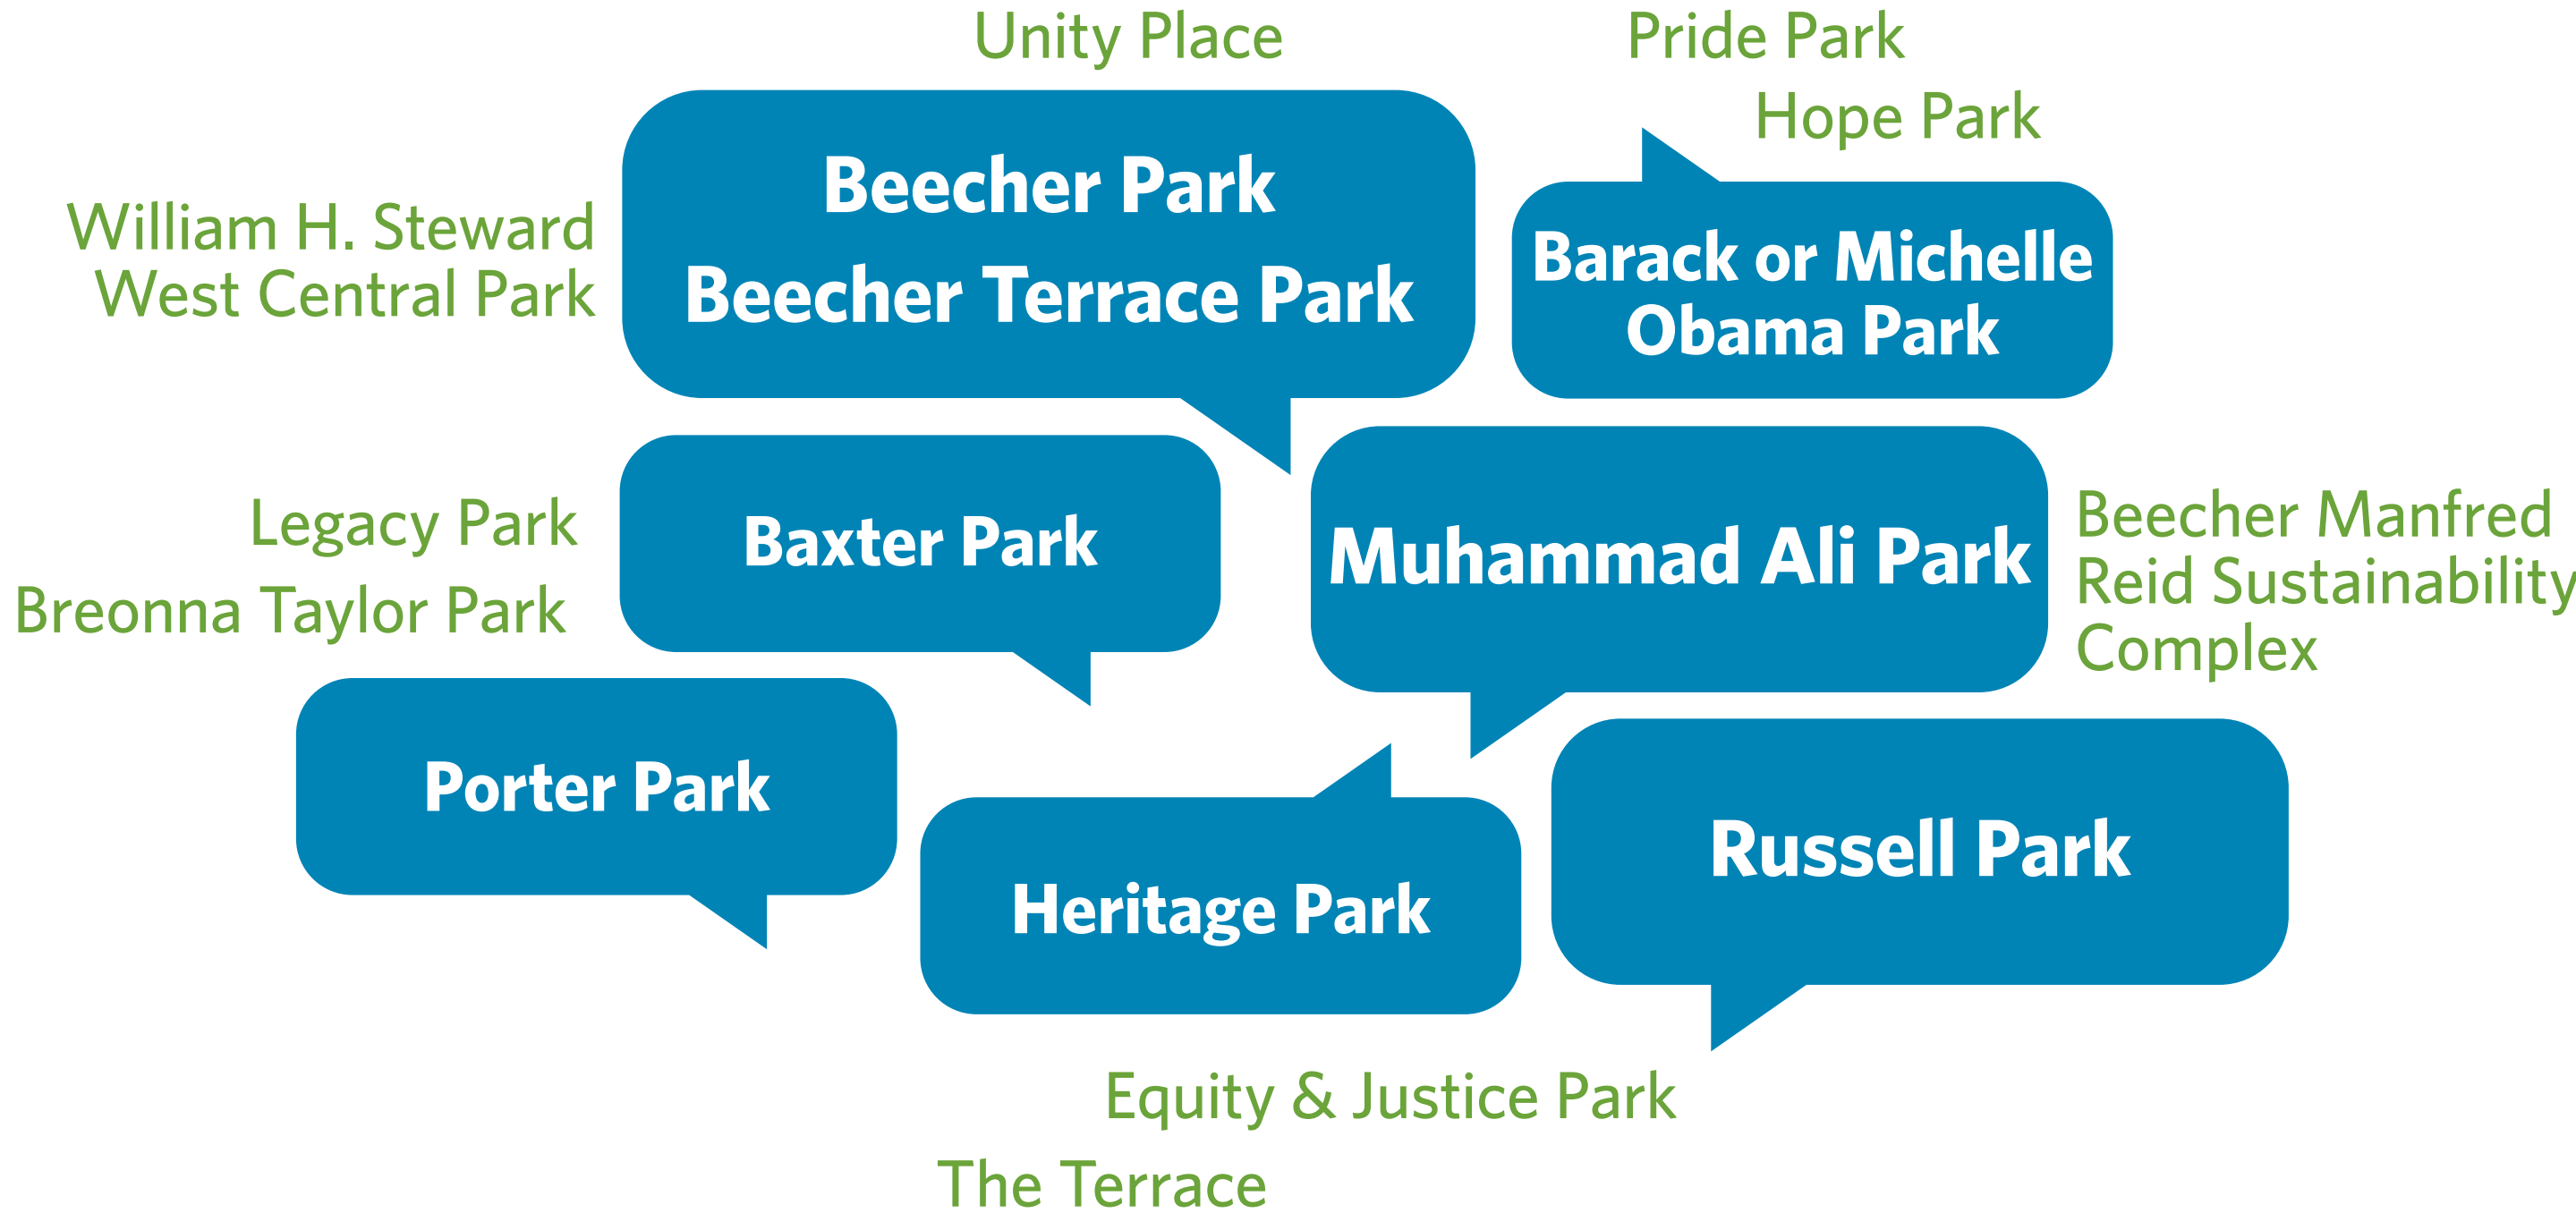 Unity Place
Pride Park
Hope Park
Beecher Park
Beecher Terrace Park
William H. Steward
West Central Park
Barack or Michelle
Obama Park
Legacy Park
Breonna Taylor Park
Baxter Park
Muhammad Ali Park
Beecher Manfred
Reid Sustainability
Complex
Porter Park
Heritage Park
Russell Park
Equity & Justice Park
The Terrace